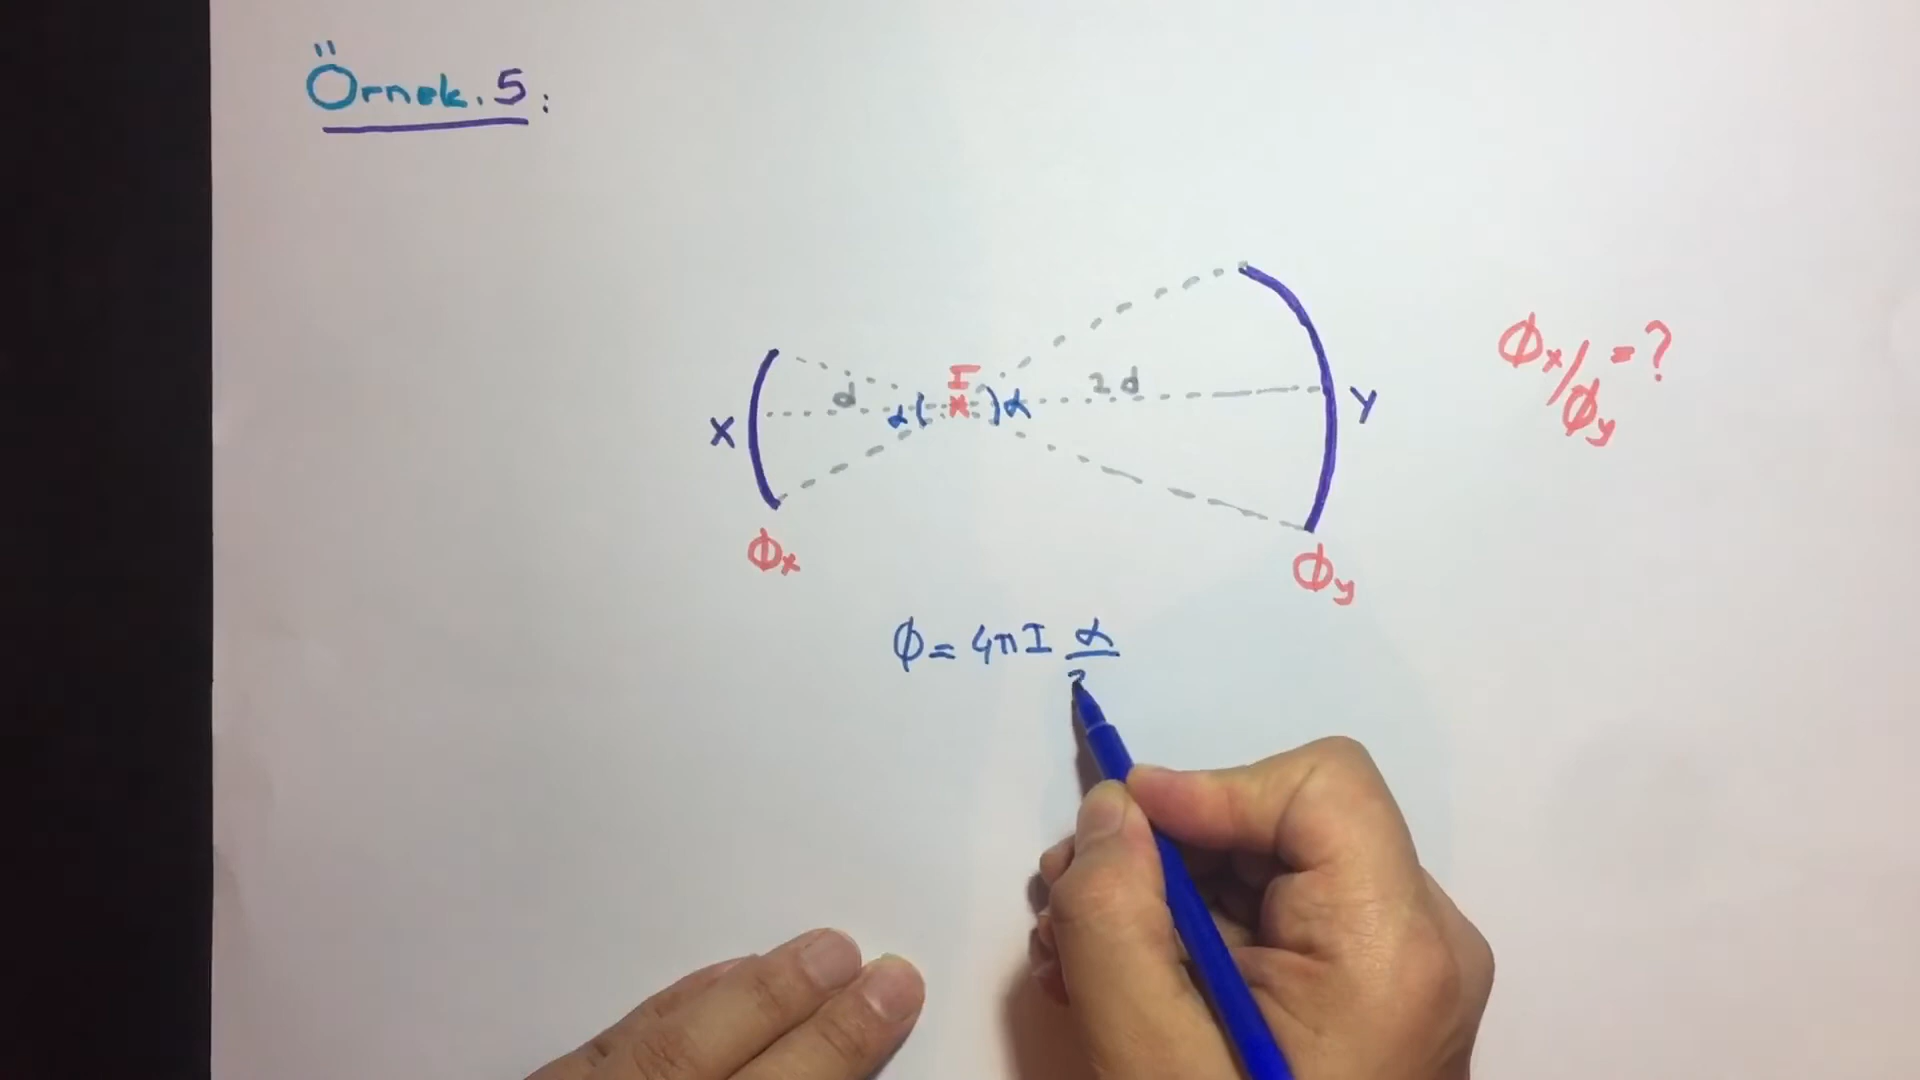 Örnek. 5 :
I
d
2d
α ( x ) α
X
y
Φx / Φy = ?
Φx
Φy
Φ = 4πI α